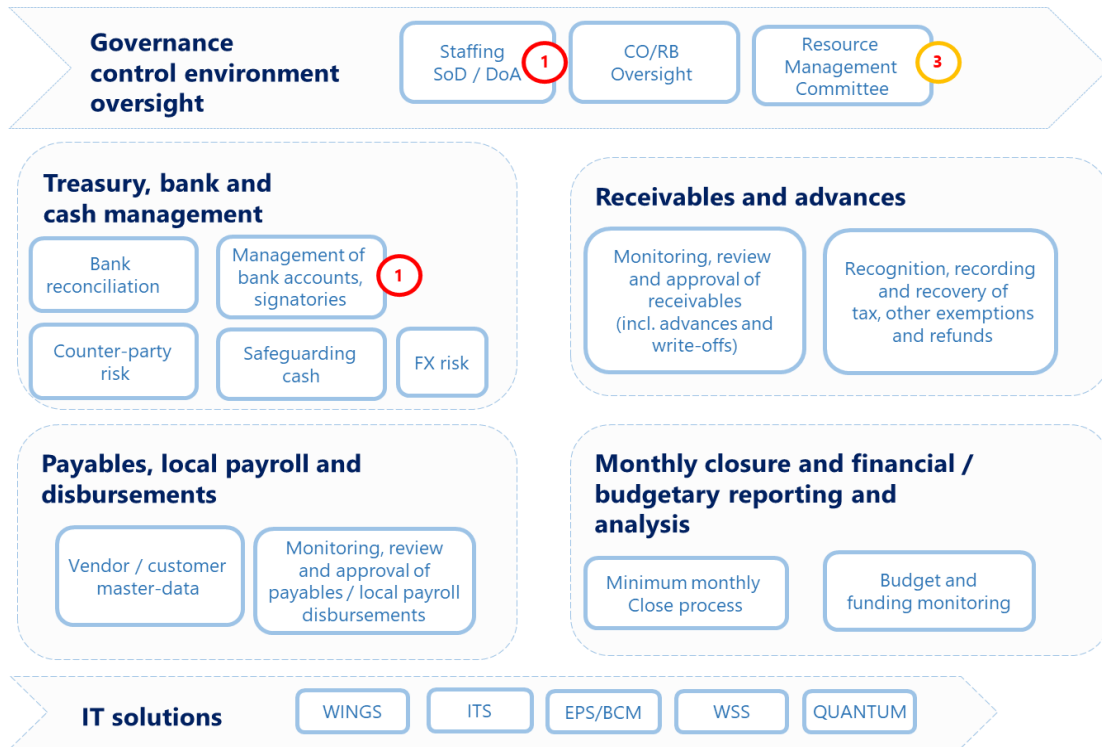 Governance
control environment
oversight
Staffing
SoD / DoA
1
CO/RB
Oversight
Resource
Management
Committee
3
Treasury, bank and
cash management
Bank
reconciliation
Management of
bank accounts,
signatories
1
Counter-party
risk
Safeguarding
cash
FX risk
Receivables and advances
Monitoring, review
and approval of
receivables
(incl. advances and
write-offs)
Recognition, recording
and recovery of
tax, other exemptions
and refunds
Payables, local payroll and
disbursements
Vendor / customer
master-data
Monitoring, review
and approval of
payables / local payroll
disbursements
Monthly closure and financial /
budgetary reporting and
analysis
Minimum monthly
Close process
Budget and
funding monitoring
IT solutions
WINGS
ITS
EPS/BCM
WSS
QUANTUM